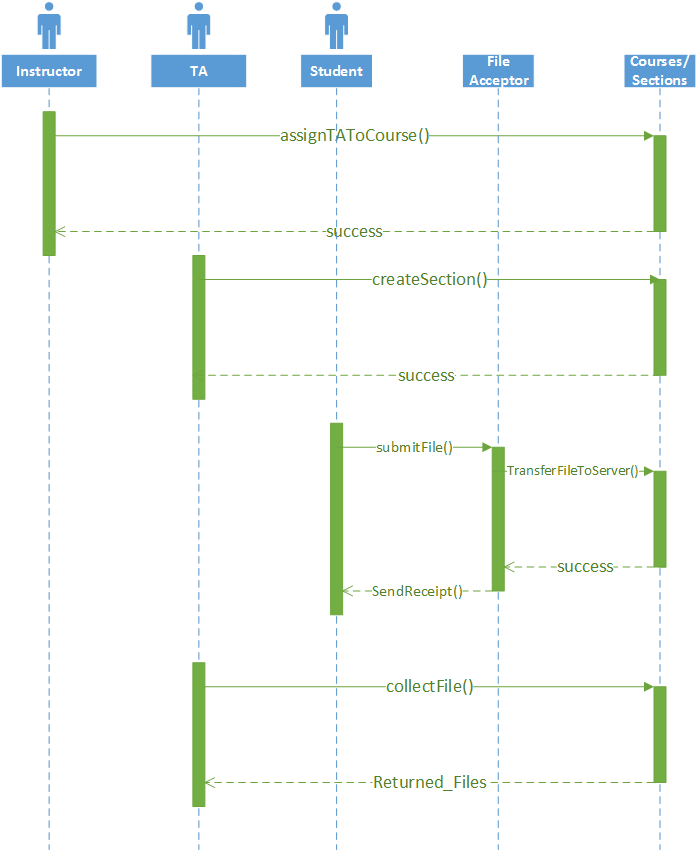 Instructor
TA
Student
File
Acceptor
Courses/
Sections
assignTAToCourse()
success
createSection()
success
submitFile()
TransferFileToServer()
success
SendReceipt()
collectFile()
Returned_Files